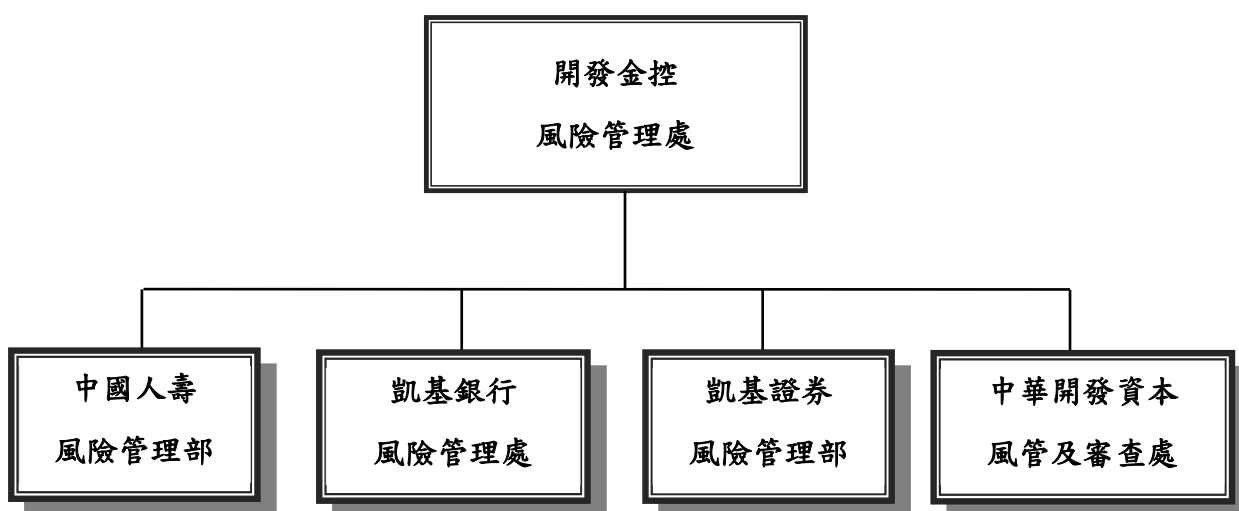 開發金控
風險管理處
中國人壽
風險管理部
凱基銀行
風險管理處
凱基證券
風險管理部
中華開發資本
風管及審查處